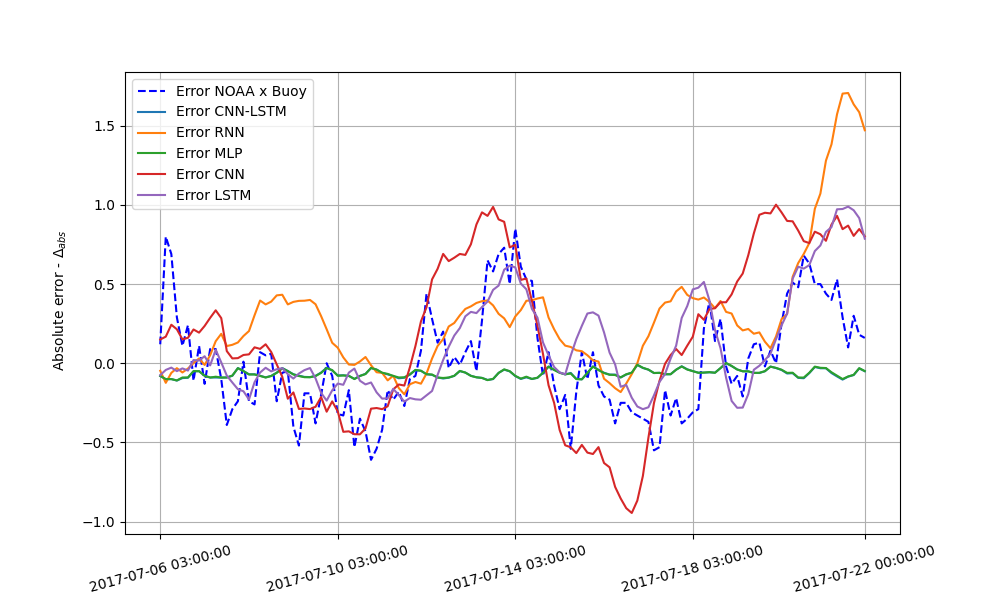 Error NOAA x Buoy
Error CNN-LSTM
Error RNN
Error MLP
Error CNN
Error LSTM
Absolute error - Δabs
1.5
1.0
0.5
0.0
−0.5
−1.0
2017-07-06 03:00:00
2017-07-10 03:00:00
2017-07-14 03:00:00
2017-07-18 03:00:00
2017-07-22 00:00:00